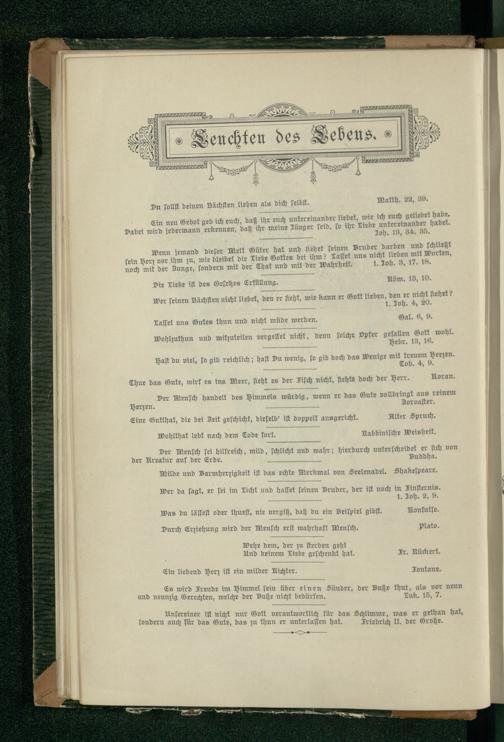 Leuchten des Lebens.
Du sollst deinen Nächsten lieben als dich selbst. Matth. 22, 39.
Ein neu Gebot geb ich euch, daß ihr euch untereinander liebet, wie ich euch geliebet habe.
Dabei wird jedermann erkennen, daß ihr meine Jünger seid, so ihr Liebe untereinander habet.
Joh. 13, 34. 35.
Wenn jemand dieser Welt Güter hat und siehet seinen Bruder darben und schließt
sein Herz vor ihm zu, wie bleibet die Liebe Gottes bei ihm? Lasset uns nicht lieben mit Worten,
noch mit der Zunge, sondern mit der That und mit der Wahrheit. 1. Joh. 3, 17. 18.
Die Liebe ist des Gesetzes Erfüllung. Röm. 13, 10.
Wer seinen Nächsten nicht liebet, den er sieht, wie kann er Gott lieben, den er nicht siehet?
1. Joh. 4, 20.
Lasset uns Gutes thun und nicht müde werden. Gal. 6, 9.
Wohlzuthun und mitzuteilen vergesset nicht, denn solche Opfer gefallen Gott wohl.
Hebr. 13, 16.
Hast du viel, so gib reichlich; hast Du wenig, so gib doch das Wenige mit treuem Herzen.
Tob. 4, 9.
Thue das Gute, wirf es ins Meer, sieht es der Fisch nicht, siehts doch der Herr. Koran.
Der Mensch handelt des Himmels würdig, wenn er das Gute vollbringt aus reinem
Herzen. Zoroaster.
Eine Gutthat, die bei Zeit geschicht, dieselb' ist doppelt ausgericht. Alter Spruch.
Wohlthat lebt nach dem Tode fort. Rabbinische Weisheit.
Der Mensch sei hilfreich, mild, schlicht und wahr; hierdurch unterscheidet er sich von
der Kreatur auf der Erde. Buddha.
Milde und Barmherzigkeit ist das echte Merkmal von Seelenadel. Shakespeare.
Wer da sagt, er sei im Licht und hasset seinen Bruder, der ist noch in Finsternis.
1. Joh. 2, 9.
Was du lässest oder thuest, nie vergiß, daß du ein Beispiel gibst. Konfutse.
Durch Erziehung wird der Mensch erst wahrhaft Mensch. Plato.
Wehe dem, der zu sterben geht
Und keinem Liebe geschenkt hat. Fr. Rückert.
Ein liebend Herz ist ein milder Richter. Fontane.
Es wird Freude im Himmel sein über einen Sünder, der Buße thut, als vor neun
und neunzig Gerechten, welche der Buße nicht bedürfen. Luk. 15, 7.
Unsereiner ist nicht nur Gott verantwortlich für das Schlimme, was er gethan hat,
sondern auch für das Gute, das zu thun er unterlassen hat. Friedrich II. der Große.